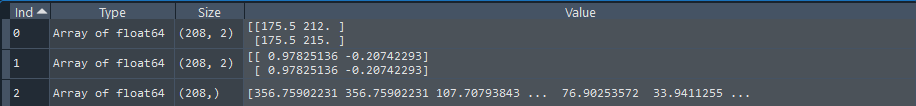 Ind Type Size Value
0 Array of float64 (208, 2) [[175.5 212. ]
[175.5 215. ]
1 Array of float64 (208, 2) [[ 0.97825136 -0.20742293]
[ 0.97825136 -0.20742293]
2 Array of float64 (208,) [356.75902231 356.75902231 107.70793843 ... 76.90253572 33.9411255 ...